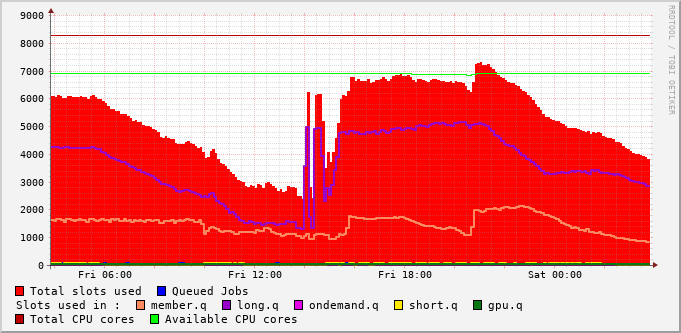 9000
8000
7000
6000
5000
4000
3000
2000
1000
0
Fri 06:00 Fri 12:00 Fri 18:00 Sat 00:00
Total slots used Queued Jobs
Slots used in : member.q long.q ondemand.q short.q gpu.q
Total CPU cores Available CPU cores
RRDTOOL / TOBI OETIKER